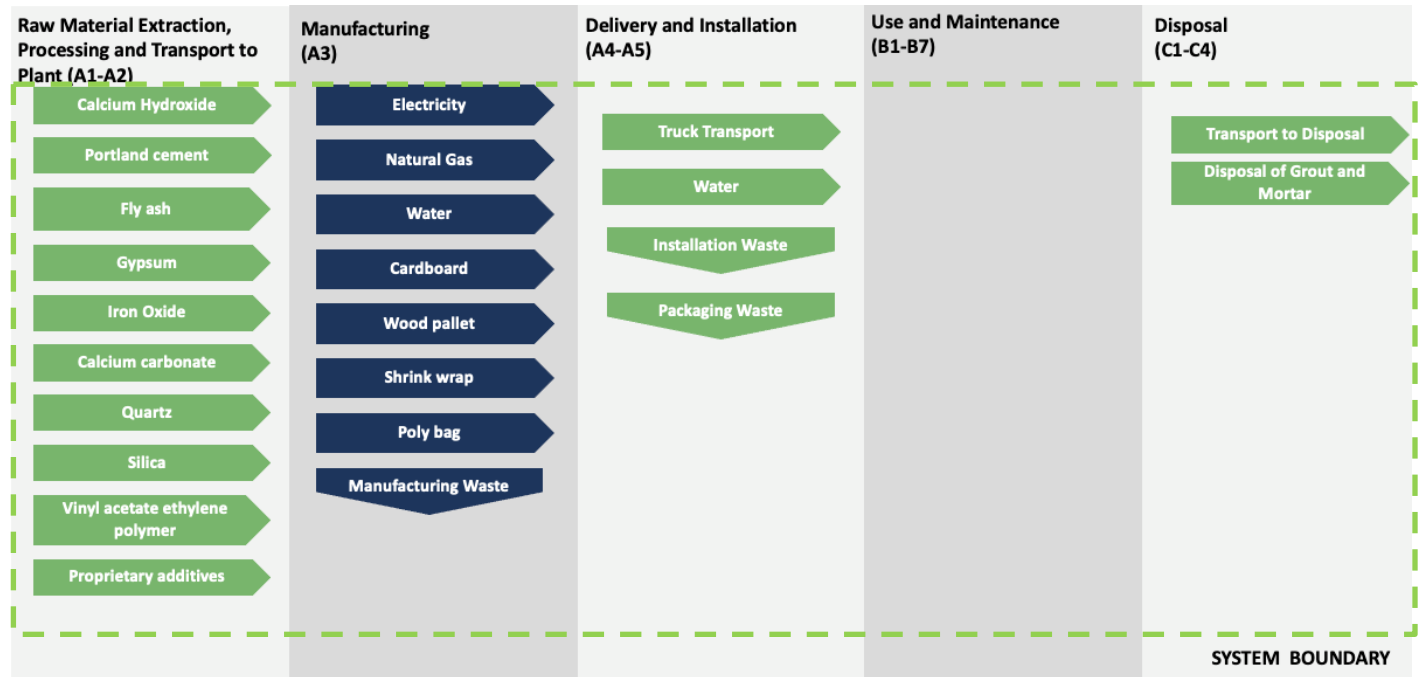 Raw Material Extraction,
Processing and Transport to
Plant (A1-A2)
Calcium Hydroxide
Portland cement
Fly ash
Gypsum
Iron Oxide
Calcium carbonate
Quartz
Silica
Vinyl acetate ethylene
polymer
Proprietary additives
Manufacturing
(A3)
Electricity
Natural Gas
Water
Cardboard
Wood pallet
Shrink wrap
Poly bag
Manufacturing Waste
Delivery and Installation
(A4-A5)
Truck Transport
Water
Installation Waste
Packaging Waste
Use and Maintenance
(B1-B7)
Disposal
(C1-C4)
Transport to Disposal
Disposal of Grout and
Mortar
SYSTEM BOUNDARY